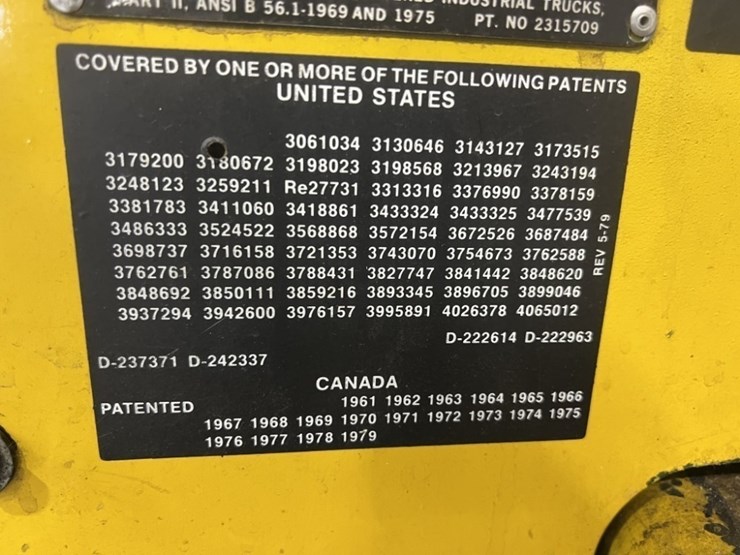 PART II, ANSI B 56.1-1969 AND 1975 INDUSTRIAL TRUCKS,
PT. NO 2315709
COVERED BY ONE OR MORE OF THE FOLLOWING PATENTS
UNITED STATES
3061034 3130646 3143127 3173515
3179200 3180672 3198023 3198568 3213967 3243194
3248123 3259211 Re27731 3313316 3376990 3378159
3381783 3411060 3418861 3433324 3433325 3477539
3486333 3524522 3568868 3572154 3672526 3687484
3698737 3716158 3721353 3743070 3754673 3762588
3762761 3787086 3788431 3827747 3841442 3848620
3848692 3850111 3859216 3893345 3896705 3899046
3937294 3942600 3976157 3995891 4026378 4065012
REV 5-79
D-222614 D-222963
D-237371 D-242337
CANADA
PATENTED 1961 1962 1963 1964 1965 1966
1967 1968 1969 1970 1971 1972 1973 1974 1975
1976 1977 1978 1979